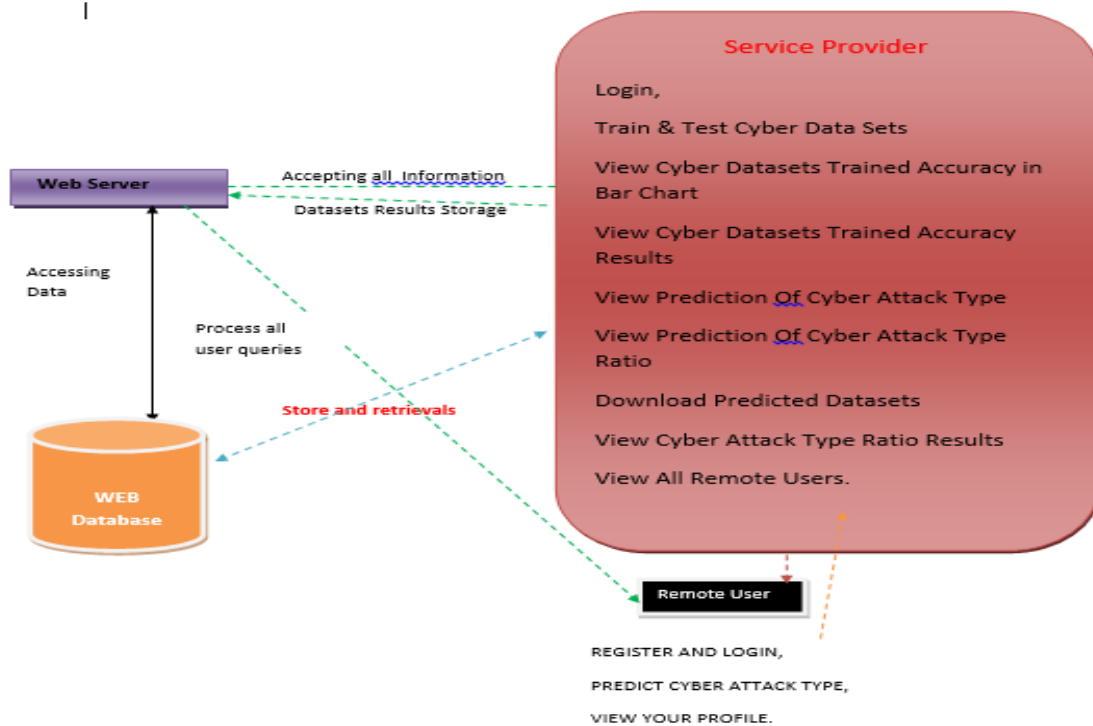 Service Provider
Login,
Train & Test Cyber Data Sets
View Cyber Datasets Trained Accuracy in
Bar Chart
View Cyber Datasets Trained Accuracy
Results
View Prediction Of Cyber Attack Type
View Prediction Of Cyber Attack Type
Ratio
Download Predicted Datasets
View Cyber Attack Type Ratio Results
View All Remote Users.
Web Server
Accepting all Information
Datasets Results Storage
Accessing
Data
Process all
user queries
Store and retrievals
WEB
Database
Remote User
REGISTER AND LOGIN,
PREDICT CYBER ATTACK TYPE,
VIEW YOUR PROFILE.